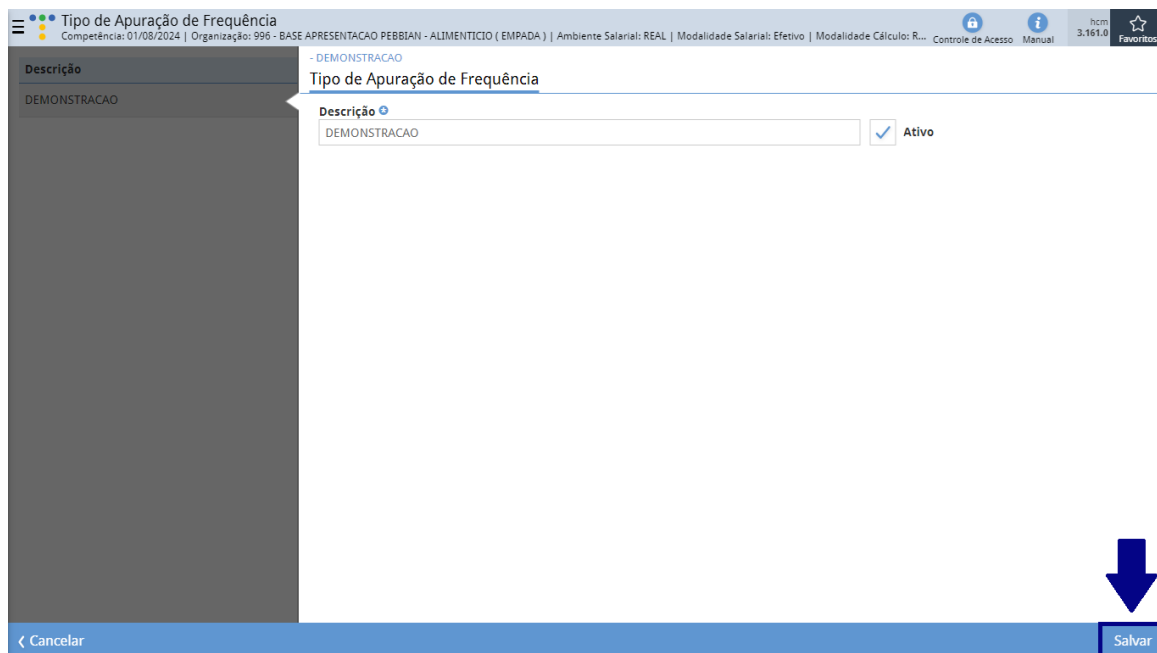 Tipo de Apuração de Frequência
Competência: 01/08/2024 | Organização: 996 - BASE APRESENTACAO PEBBIAN - ALIMENTICIO ( EMPADA ) | Ambiente Salarial: REAL | Modalidade Salarial: Efetivo | Modalidade Cálculo: R...
Controle de Acesso
Manual
hcm
3.161.0
Favoritos
Descrição
DEMONSTRACAO
- DEMONSTRACAO
Tipo de Apuração de Frequência
Descrição
DEMONSTRACAO
Ativo
Cancelar
Salvar